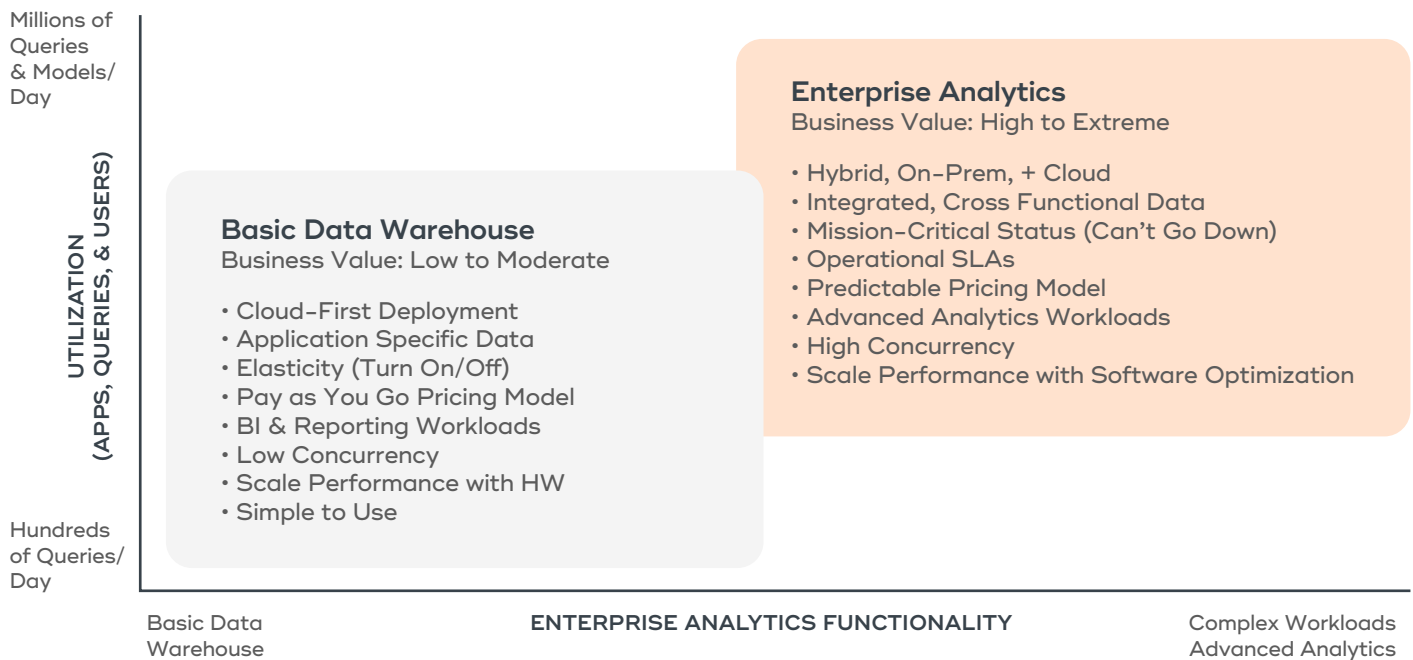 Millions of
Queries
& Models/
Day
UTILIZATION
(APPS, QUERIES, & USERS)
Hundreds
of Queries/
Day
Basic Data Warehouse
Business Value: Low to Moderate
• Cloud-First Deployment
• Application Specific Data
• Elasticity (Turn On/Off)
• Pay as You Go Pricing Model
• BI & Reporting Workloads
• Low Concurrency
• Scale Performance with HW
• Simple to Use
Enterprise Analytics
Business Value: High to Extreme
• Hybrid, On-Prem, + Cloud
• Integrated, Cross Functional Data
• Mission-Critical Status (Can’t Go Down)
• Operational SLAs
• Predictable Pricing Model
• Advanced Analytics Workloads
• High Concurrency
• Scale Performance with Software Optimization
Basic Data
Warehouse
ENTERPRISE ANALYTICS FUNCTIONALITY
Complex Workloads
Advanced Analytics